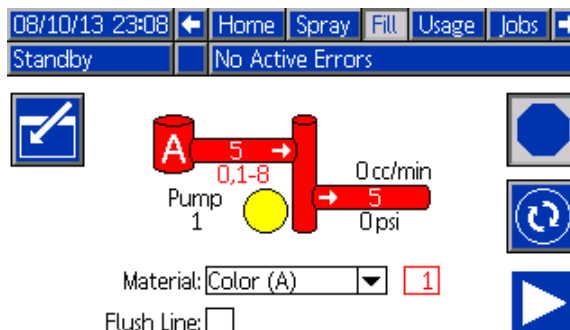 08/10/13 23:08 Home Spray Fill Usage Jobs
Standby No Active Errors
A 5
0,1-8 0 cc/min
Pump 5
1 0 psi
Material: Color (A) 1
Flush Line: